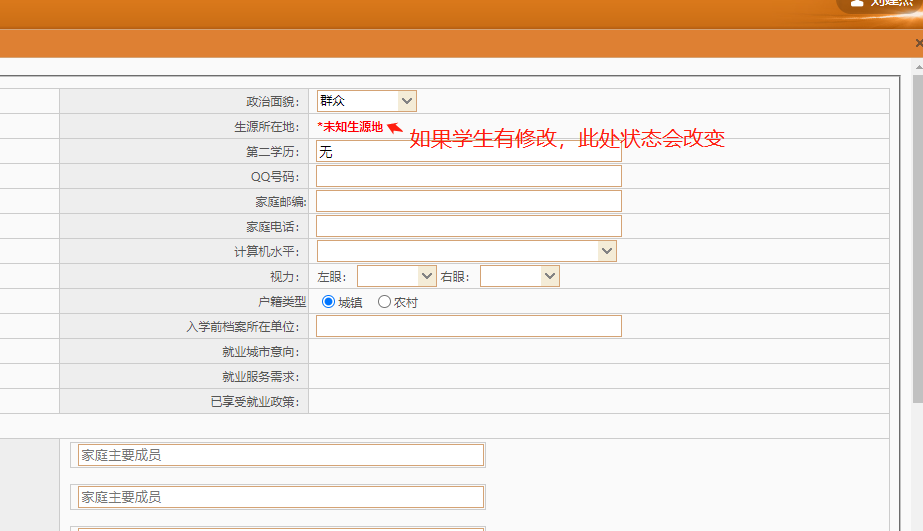 刘建杰
政治面貌： 群众
生源所在地： *未知生源地
如果学生有修改，此处状态会改变
第二学历： 无
QQ号码：
家庭邮编:
家庭电话：
计算机水平：
视力： 左眼： 右眼：
户籍类型 城镇 农村
入学前档案所在单位：
就业城市意向：
就业服务需求：
已享受就业政策：
家庭主要成员
家庭主要成员